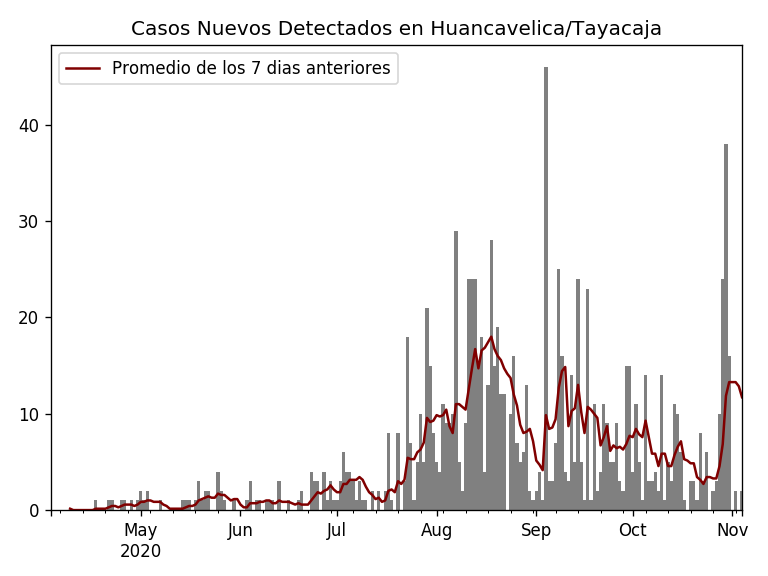 Casos Nuevos Detectados en Huancavelica/Tayacaja
Promedio de los 7 dias anteriores
40
30
20
10
0
May Jun Jul Aug Sep Oct Nov
2020